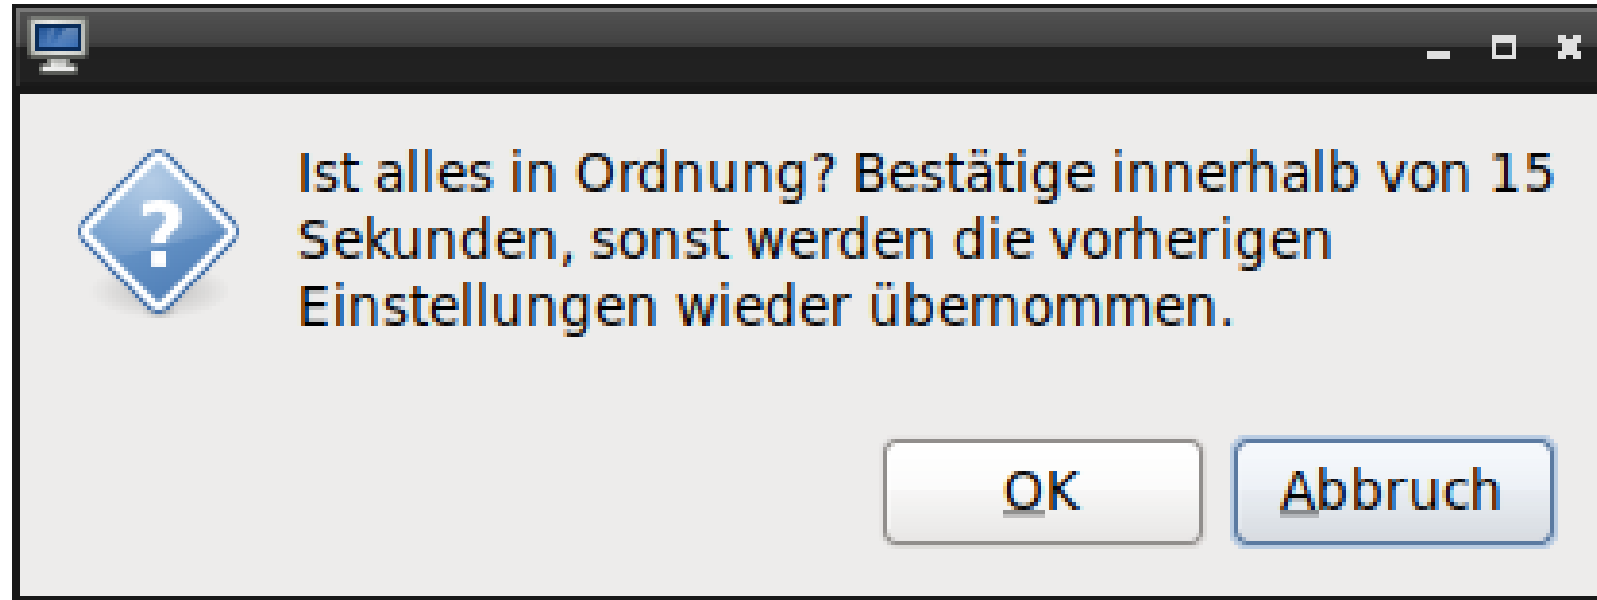 Ist alles in Ordnung? Bestätige innerhalb von 15
Sekunden, sonst werden die vorherigen
Einstellungen wieder übernommen.
OK
Abbruch